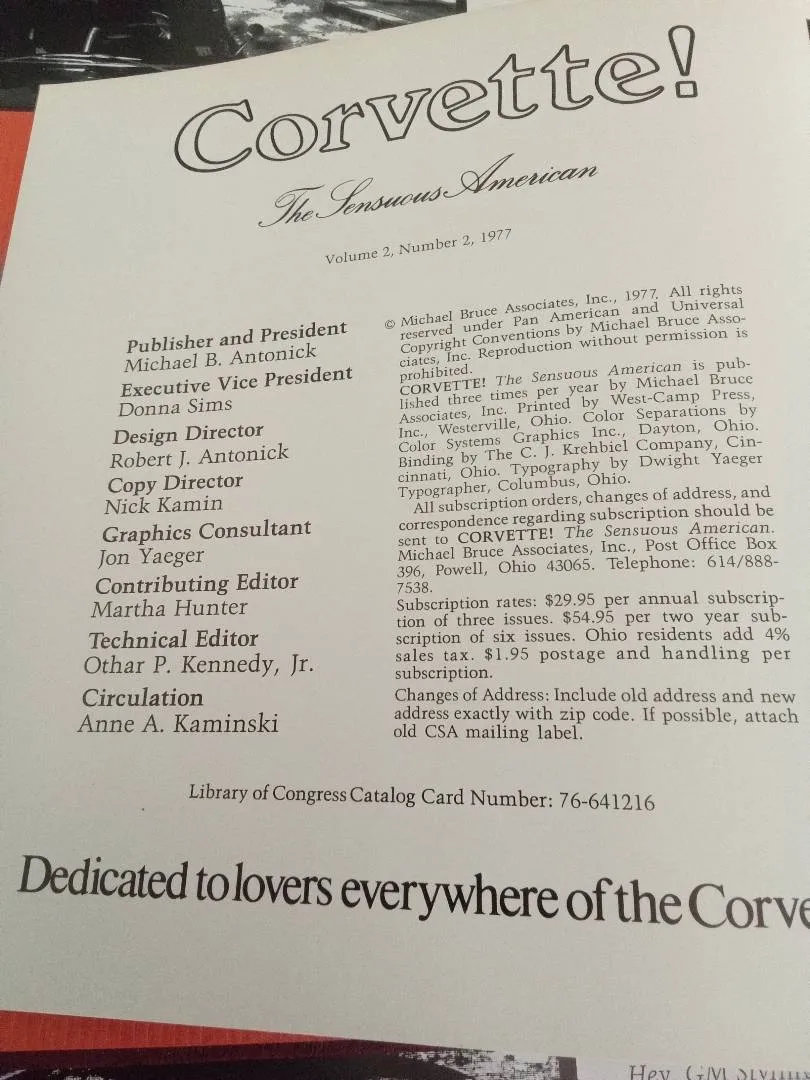 Corvette!
The Sensuous American
Volume 2, Number 2, 1977
Publisher and President
Michael B. Antonick
Executive Vice President
Donna Sims
Design Director
Robert J. Antonick
Copy Director
Nick Kamin
Graphics Consultant
Jon Yaeger
Contributing Editor
Martha Hunter
Technical Editor
Othar P. Kennedy, Jr.
Circulation
Anne A. Kaminski
© Michael Bruce Associates, Inc., 1977. All rights
reserved under Pan American and Universal
Copyright Conventions by Michael Bruce Asso-
ciates, Inc. Reproduction without permission is
prohibited.
CORVETTE! The Sensuous American is pub-
lished three times per year by Michael Bruce
Associates, Inc. Printed by West-Camp Press,
Inc., Westerville, Ohio. Color Separations by
Color Systems Graphics Inc., Dayton, Ohio.
Binding by The C. J. Krehbiel Company, Cin-
cinnati, Ohio. Typography by Dwight Yaeger
Typographer, Columbus, Ohio.
All subscription orders, changes of address, and
correspondence regarding subscription should be
sent to CORVETTE! The Sensuous American.
Michael Bruce Associates, Inc., Post Office Box
396, Powell, Ohio 43065. Telephone: 614/888-
7538.
Subscription rates: $29.95 per annual subscrip-
tion of three issues. $54.95 per two year sub-
scription of six issues. Ohio residents add 4%
sales tax. $1.95 postage and handling per
subscription.
Changes of Address: Include old address and new
address exactly with zip code. If possible, attach
old CSA mailing label.
Library of Congress Catalog Card Number: 76-641216
Dedicated to lovers everywhere of the Corve
Hey GM